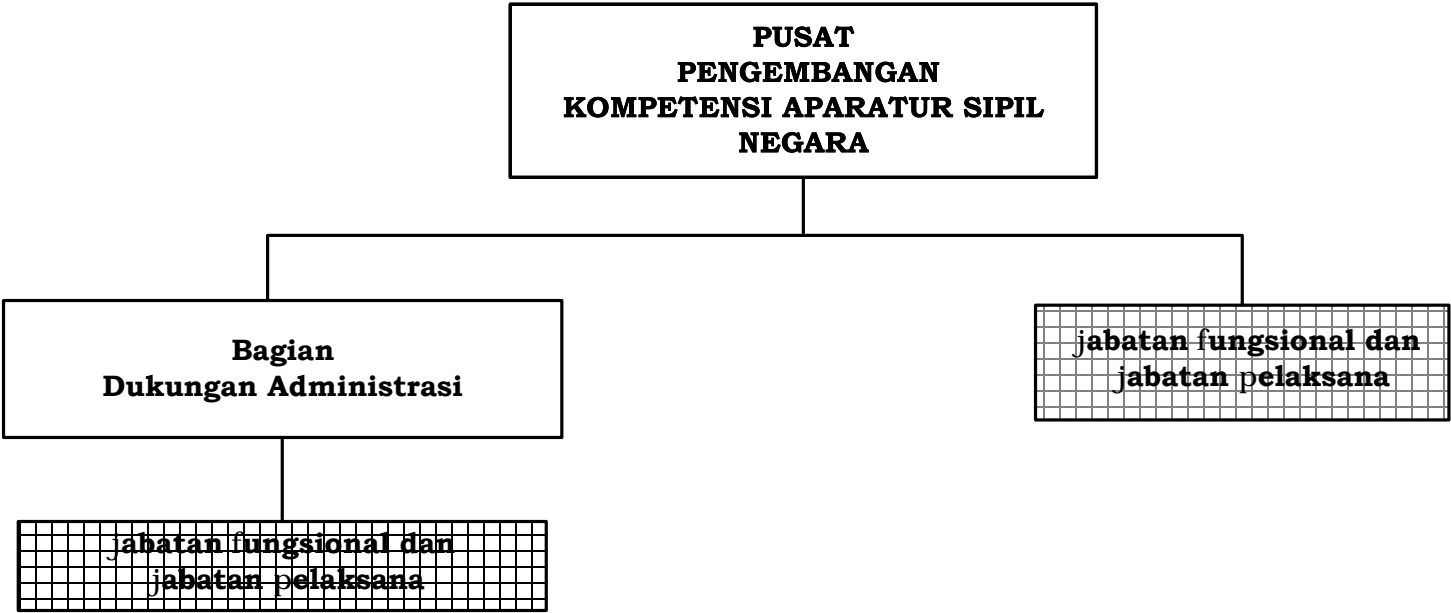 PUSAT
PENGEMBANGAN
KOMPETENSI APARATUR SIPIL
NEGARA
Bagian
Dukungan Administrasi
jabatan fungsional dan
jabatan pelaksana
jabatan fungsional dan
jabatan pelaksana